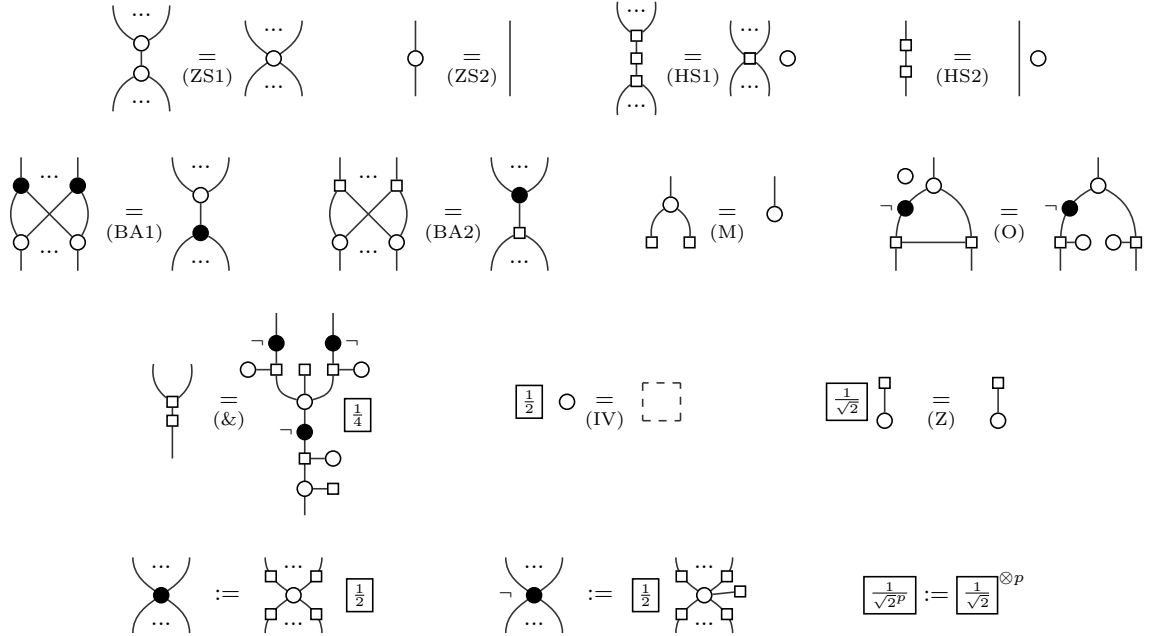 ... = ... (ZS1)
= (ZS2)
... = ... (HS1)
= (HS2)
... = ... (BA1)
... = ... (BA2)
= (M)
¬ = ¬ (O)
= ¬ ¬ ¬ 1/4 (&)
1/2 = (IV)
1/√2 = (Z)
... := ... 1/2
¬ ... := 1/2 ...
1/√2^p := 1/√2 ^⊗p